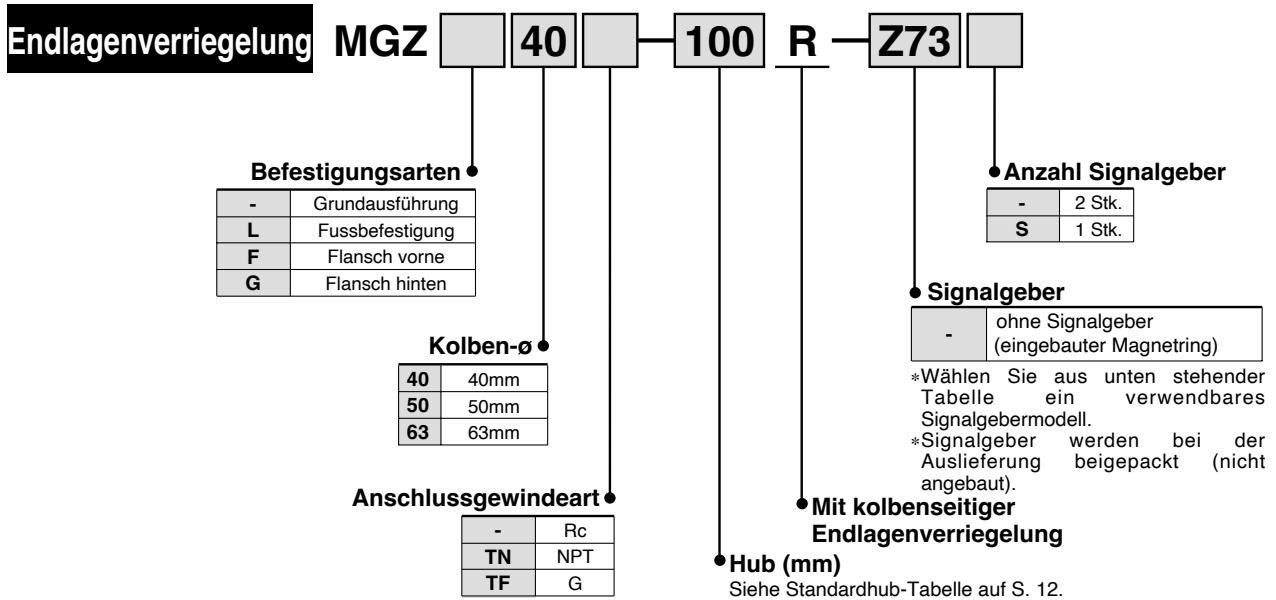 Endlagenverriegelung MGZ 40 100 R Z73
Befestigungsarten
- Grundausführung
L Fussbefestigung
F Flansch vorne
G Flansch hinten
Kolben-ø
40 40mm
50 50mm
63 63mm
Anschlussgewindeart
- Rc
TN NPT
TF G
Hub (mm)
Siehe Standardhub-Tabelle auf S. 12.
Mit kolbenseitiger
Endlagenverriegelung
Signalgeber
- ohne Signalgeber
(eingebauter Magnetring)
*Wählen Sie aus unten stehender
Tabelle ein verwendbares
Signalgebermodell.
*Signalgeber werden bei der
Auslieferung beigepackt (nicht
angebaut).
Anzahl Signalgeber
- 2 Stk.
S 1 Stk.